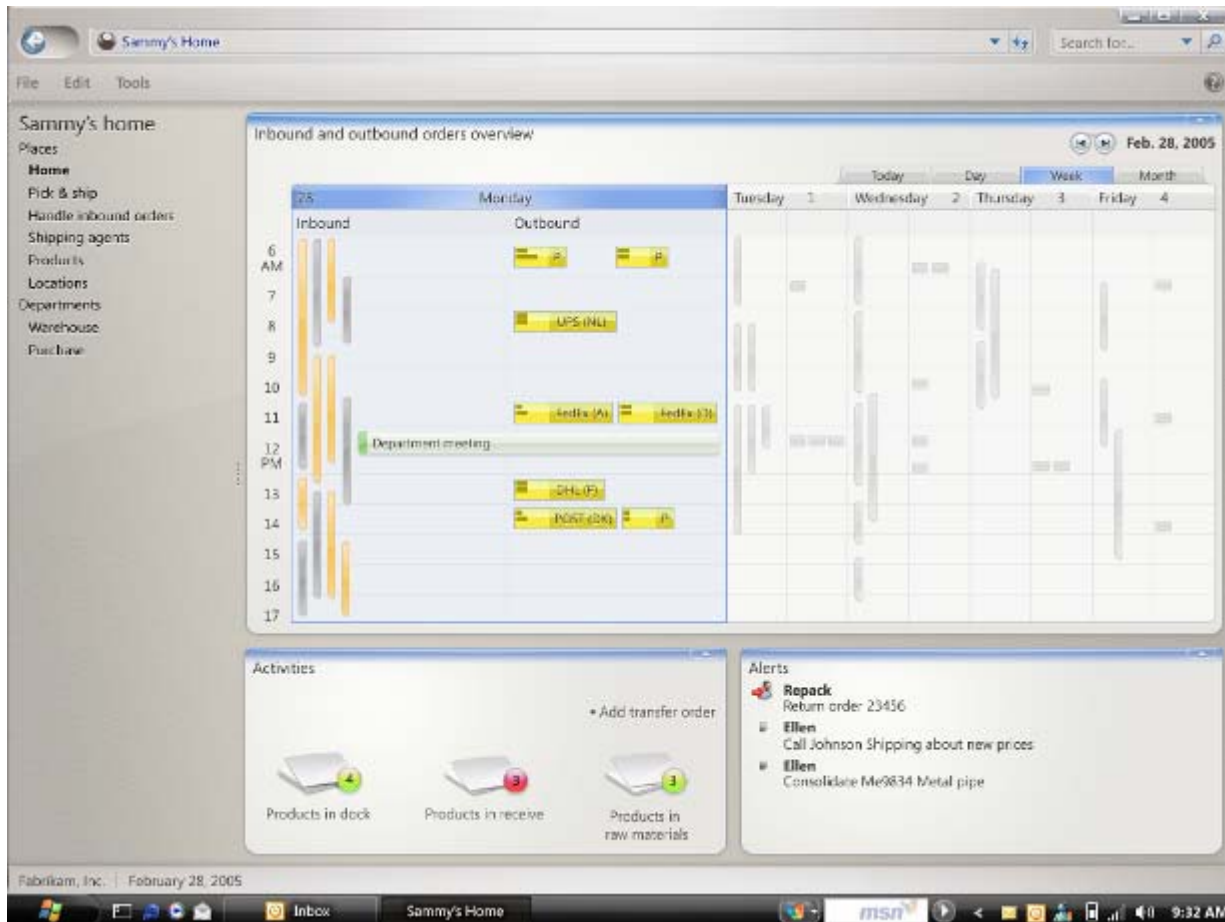 Sammy's Home
Search for...
File Edit Tools
Sammy's home
Places
Home
Pick & ship
Handle inbound orders
Shipping agents
Products
Locations
Departments
Warehouse
Purchase
Inbound and outbound orders overview
Feb. 28, 2005
Today Day Week Month
28 Monday Tuesday 1 Wednesday 2 Thursday 3 Friday 4
Inbound Outbound
6 AM
P P
7
8
UPS (NL)
9
10
11
FedEx (A) FedEx (D)
Department meeting
12 PM
13
DHL (F)
14
POST (DK) P
15
16
17
Activities
• Add transfer order
4 3 3
Products in dock Products in receive Products in
raw materials
Alerts
Repack
Return order 23456
Ellen
Call Johnson Shipping about new prices
Ellen
Consolidate Me9834 Metal pipe
Fabrikam, Inc. February 28, 2005
Inbox Sammy's Home msn 9:32 AM